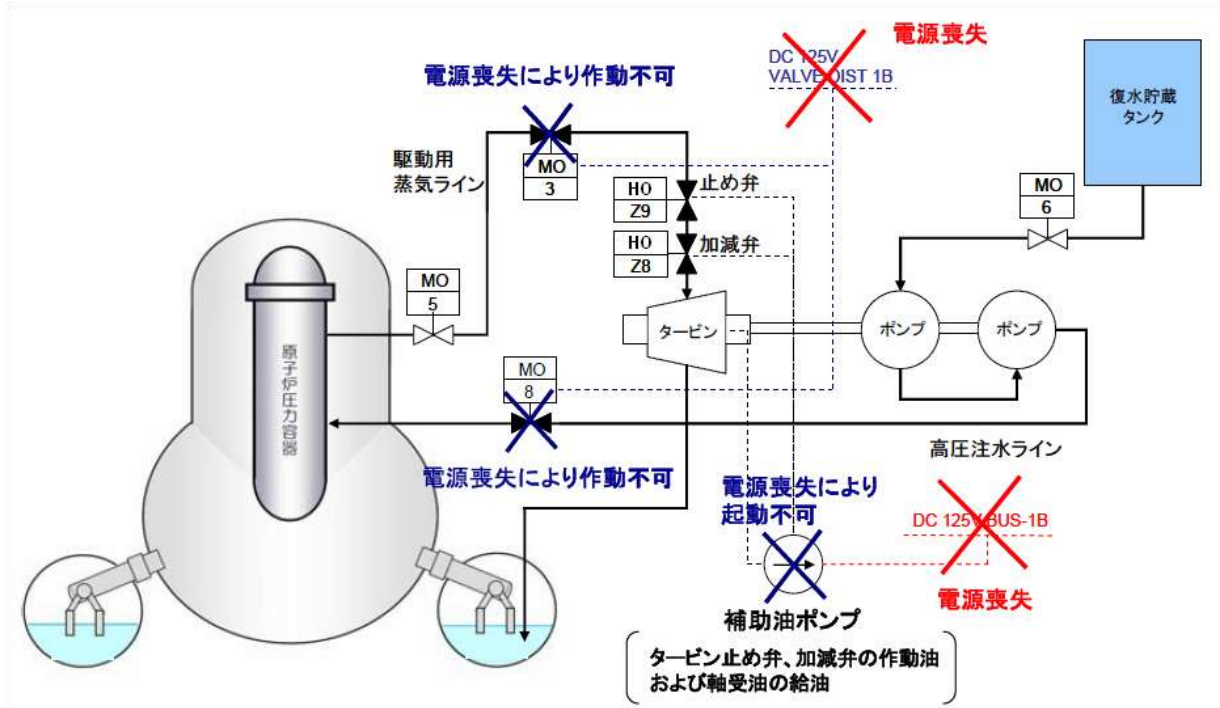 電源喪失
DC 125V
VALVE DIST 1B
電源喪失により作動不可
復水貯蔵
タンク
駆動用
蒸気ライン
MO
3
HO
Z9
止め弁
MO
6
HO
Z8
加減弁
MO
5
タービン
ポンプ
ポンプ
原子炉圧力容器
MO
8
高圧注水ライン
電源喪失により作動不可
電源喪失により
起動不可
DC 125V BUS-1B
電源喪失
補助油ポンプ
タービン止め弁、加減弁の作動油
および軸受油の給油